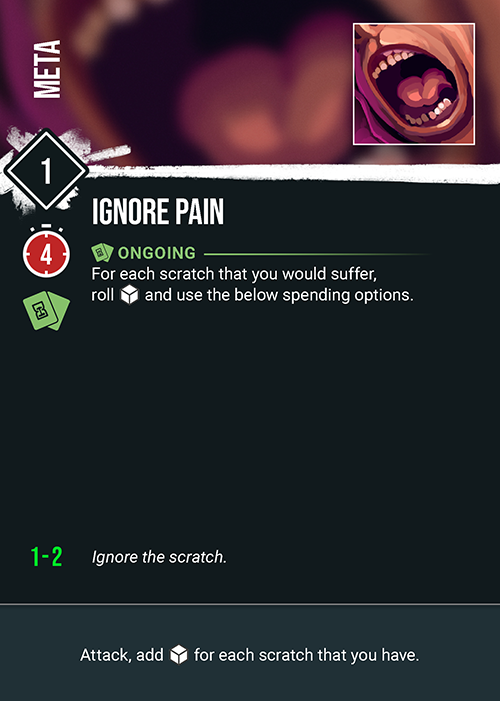 META
1
IGNORE PAIN
4
ONGOING
For each scratch that you would suffer,
roll and use the below spending options.
1-2 Ignore the scratch.
Attack, add for each scratch that you have.